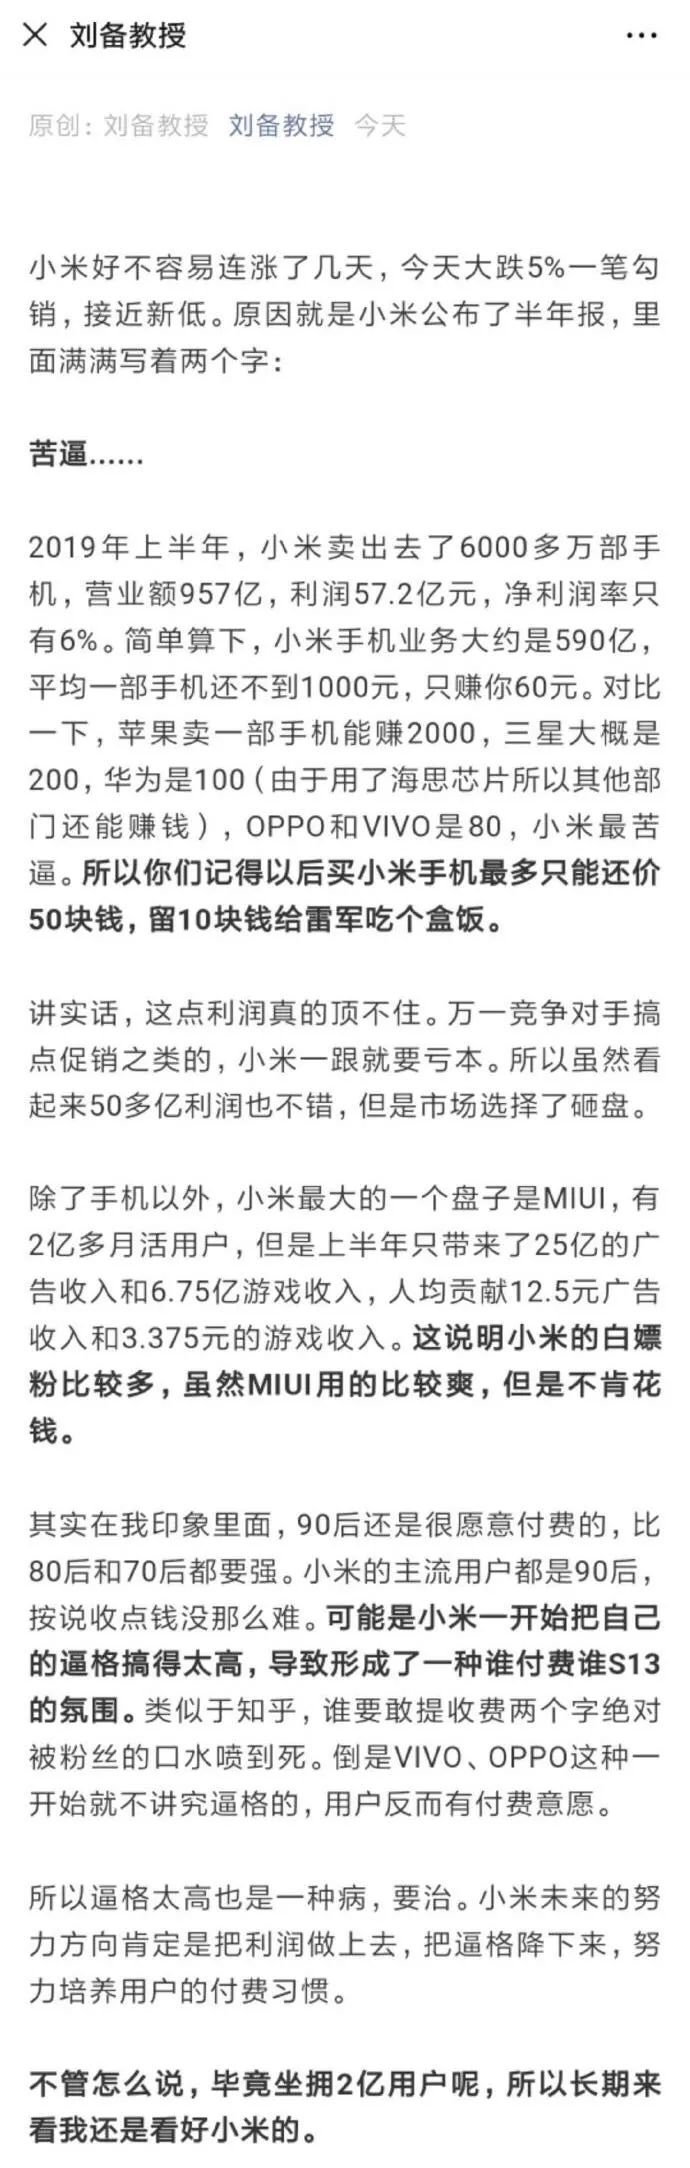 刘备教授
原创：刘备教授 刘备教授 今天
小米好不容易连涨了几天，今天大跌5%一笔勾
销，接近新低。原因就是小米公布了半年报，里
面满满写着两个字：
苦逼……
2019年上半年，小米卖出去了6000多万部手
机，营业额957亿，利润57.2亿元，净利润率只
有6%。简单算下，小米手机业务大约是590亿，
平均一部手机还不到1000元，只赚你60元。对比
一下，苹果卖一部手机能赚2000，三星大概是
200，华为是100（由于用了海思芯片所以其他部
门还能赚钱），OPPO和VIVO是80，小米最苦
逼。所以你们记得以后买小米手机最多只能还价
50块钱，留10块钱给雷军吃个盒饭。
讲实话，这点利润真的顶不住。万一竞争对手搞
点促销之类的，小米一跟就要亏本。所以虽然看
起来50多亿利润也不错，但是市场选择了砸盘。
除了手机以外，小米最大的一个盘子是MIUI，有
2亿多月活用户，但是上半年只带来了25亿的广
告收入和6.75亿游戏收入，人均贡献12.5元广告
收入和3.375元的游戏收入。这说明小米的白嫖
粉比较多，虽然MIUI用的比较爽，但是不肯花
钱。
其实在我印象里面，90后还是很愿意付费的，比
80后和70后都要强。小米的主流用户都是90后，
按说收点钱没那么难。可能是小米一开始把自己
的逼格搞得太高，导致形成了一种谁付费谁S13
的氛围。类似于知乎，谁要敢提收费两个字绝对
被粉丝的口水喷到死。倒是VIVO、OPPO这种一
开始就不讲究逼格的，用户反而有付费意愿。
所以逼格太高也是一种病，要治。小米未来的努
力方向肯定是把利润做上去，把逼格降下来，努
力培养用户的付费习惯。
不管怎么说，毕竟坐拥2亿用户呢，所以长期来
看我还是看好小米的。